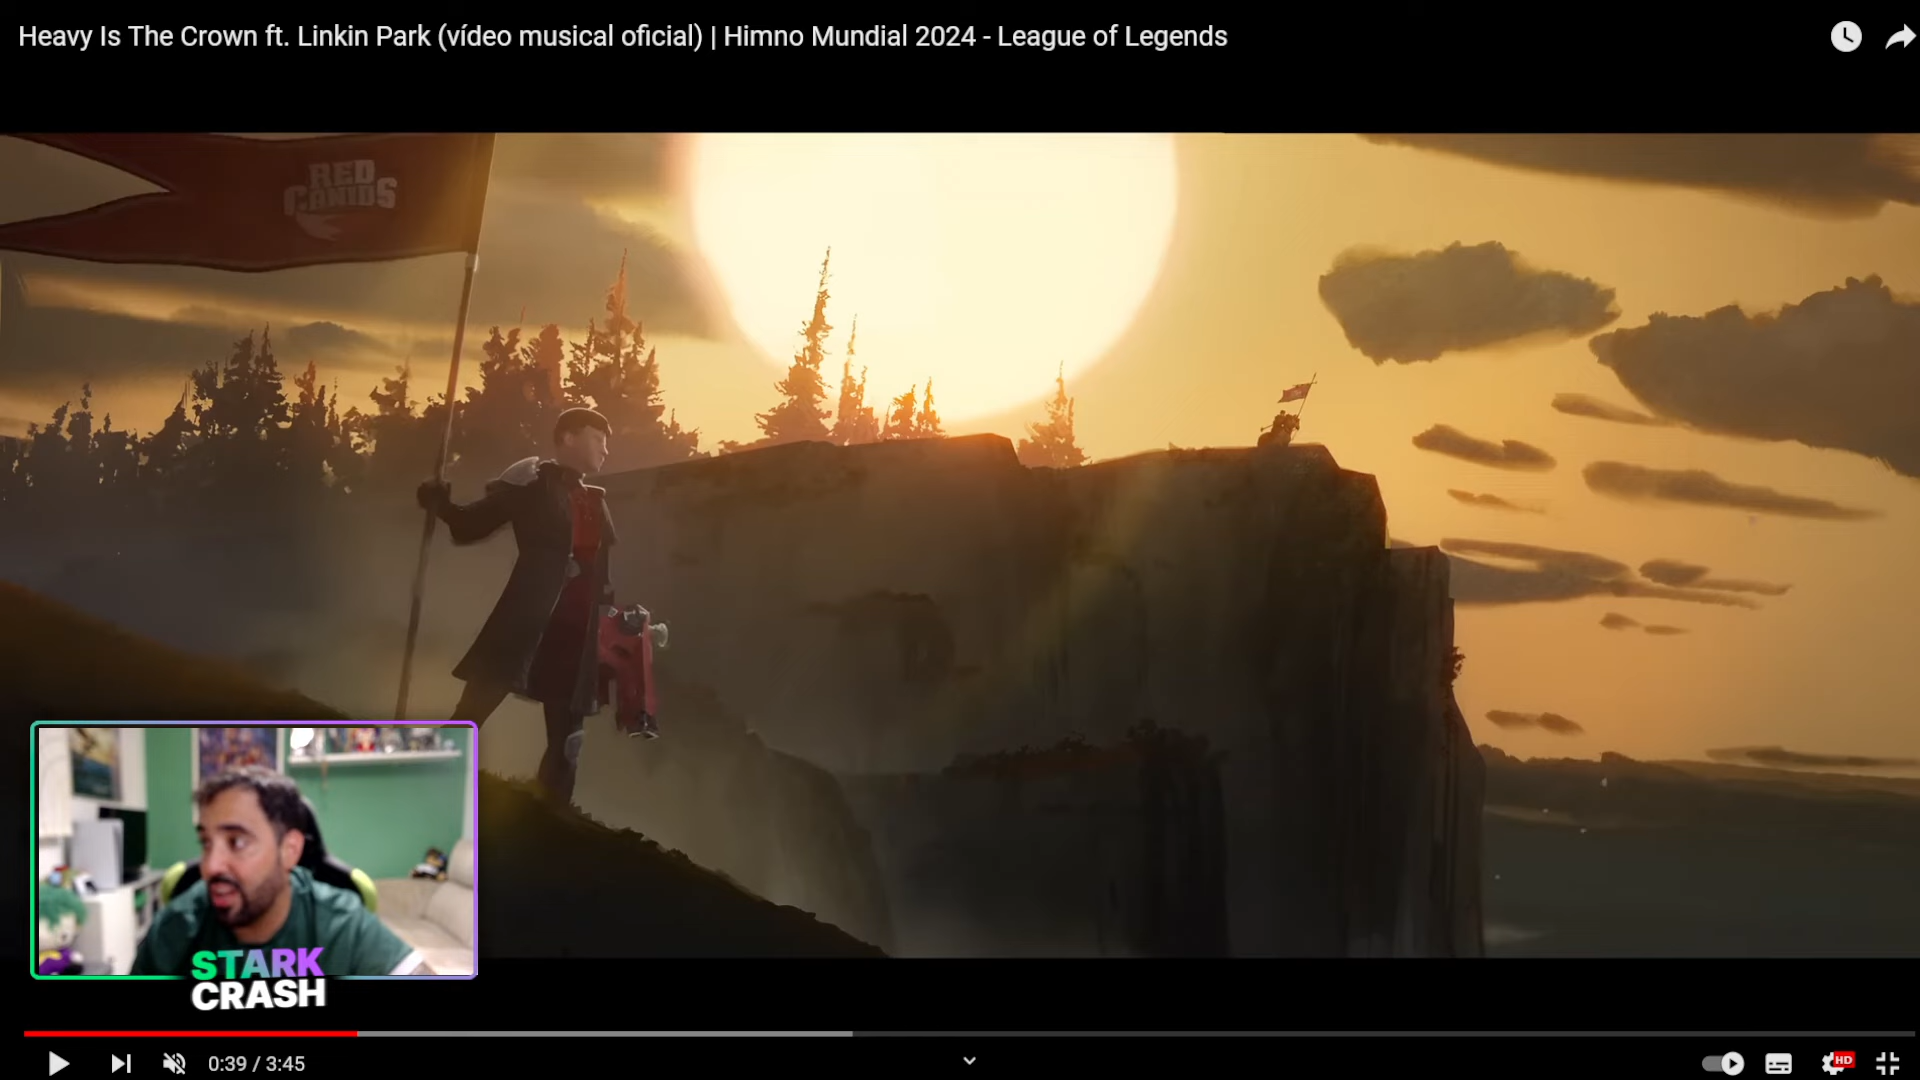 Heavy Is The Crown ft. Linkin Park (vídeo musical oficial) | Himno Mundial 2024 - League of Legends
RED
CANIDS
STARK
CRASH
0:39 / 3:45
HD